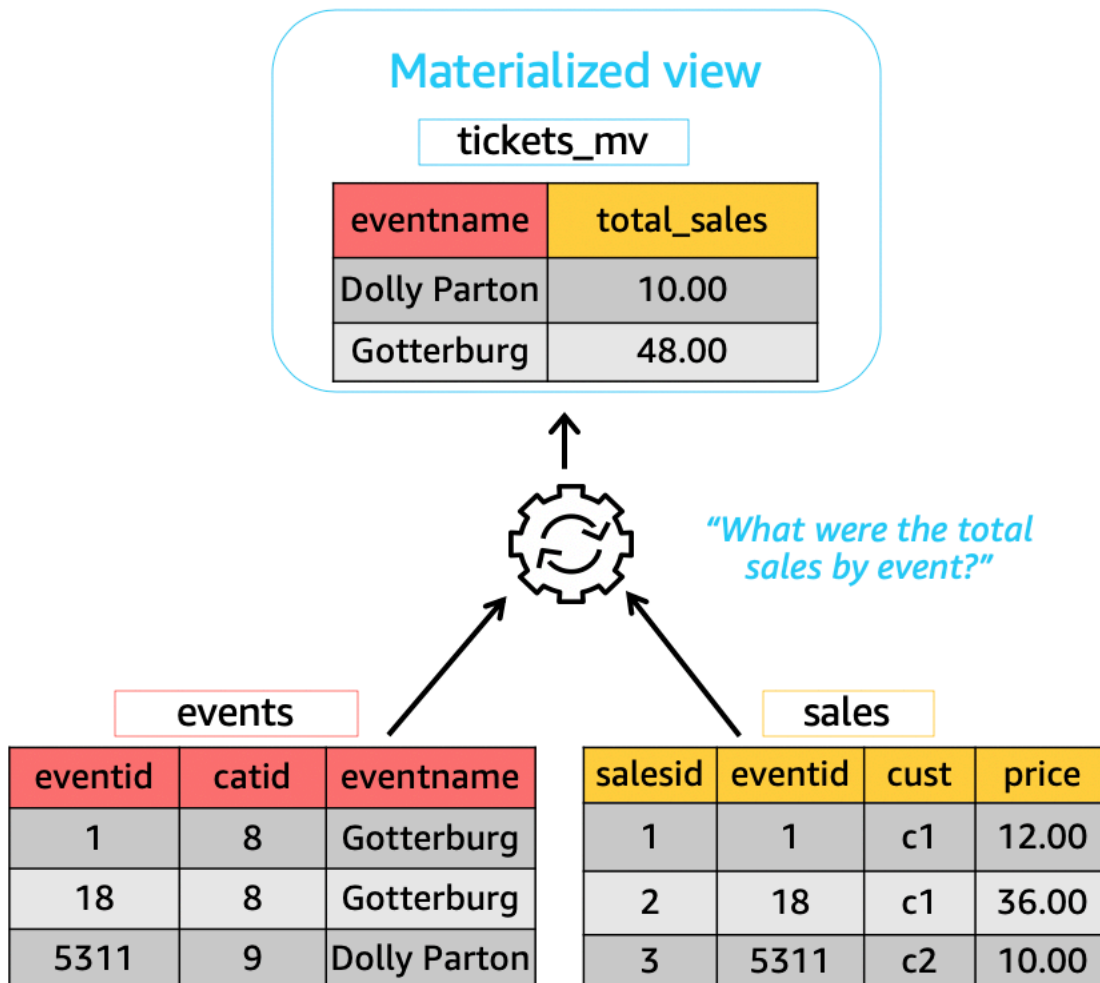 Materialized view
tickets_mv
eventname total_sales
Dolly Parton 10.00
Gotterburg 48.00
“What were the total
sales by event?”
events
eventid catid eventname
1 8 Gotterburg
18 8 Gotterburg
5311 9 Dolly Parton
sales
salesid eventid cust price
1 1 c1 12.00
2 18 c1 36.00
3 5311 c2 10.00